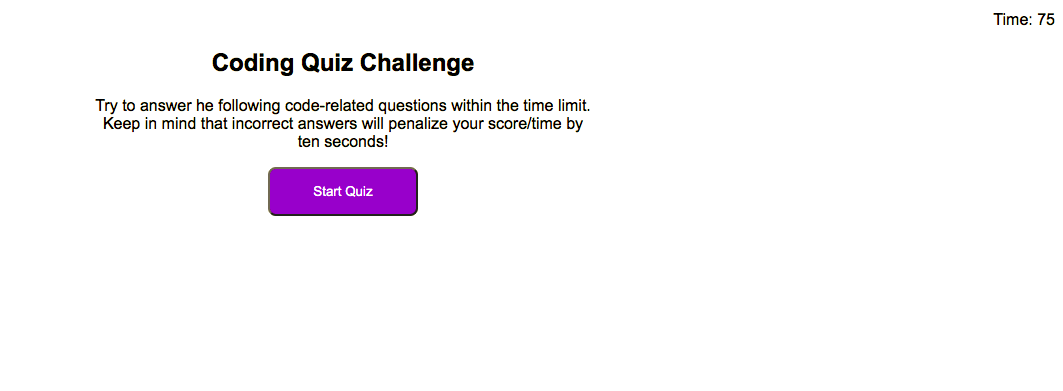 Time: 75
Coding Quiz Challenge
Try to answer he following code-related questions within the time limit.
Keep in mind that incorrect answers will penalize your score/time by
ten seconds!
Start Quiz